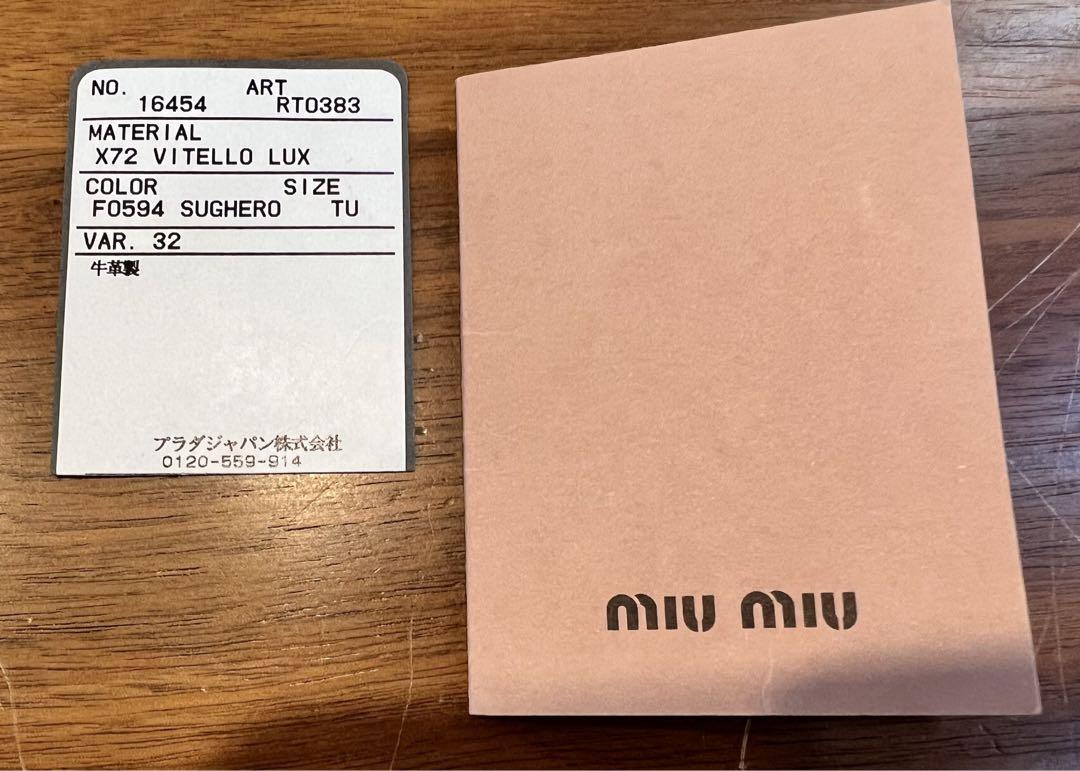 NO. ART
16454 RT0383
MATERIAL
X72 VITELLO LUX
COLOR SIZE
F0594 SUGHERO TU
VAR. 32
牛革製
プラダジャパン株式会社
0120-559-914
miu miu